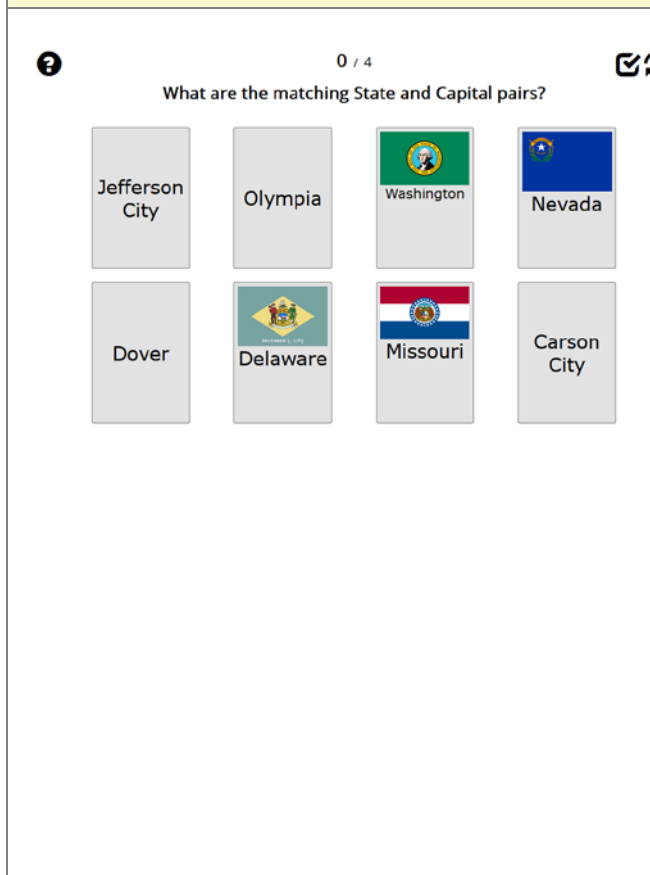 0 / 4
What are the matching State and Capital pairs?
Jefferson
City
Olympia
Washington
Nevada
Dover
Delaware
Missouri
Carson
City